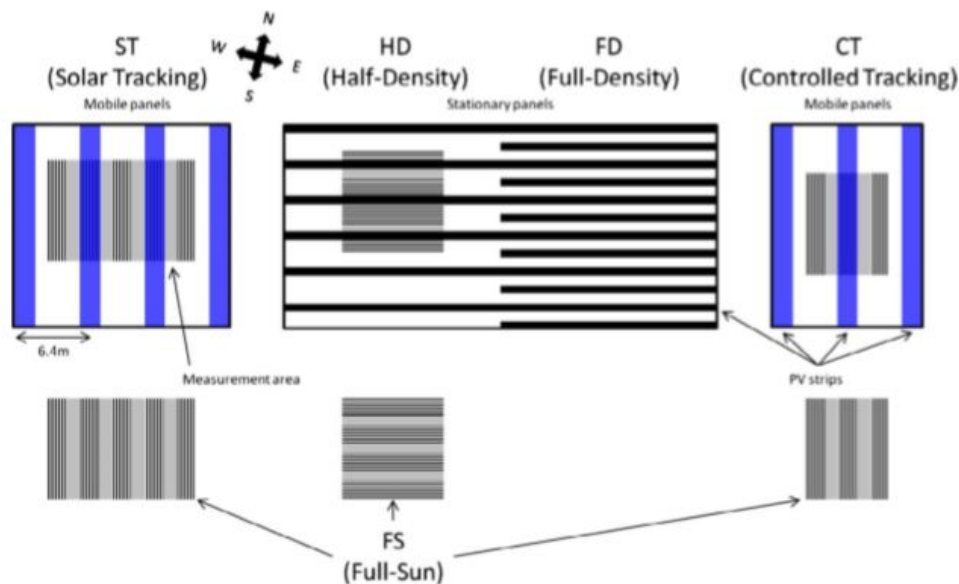 ST
(Solar Tracking)
Mobile panels
N
W
E
S
HD
(Half-Density)
FD
(Full-Density)
Stationary panels
CT
(Controlled Tracking)
Mobile panels
6.4m
Measurement area
PV strips
FS
(Full-Sun)